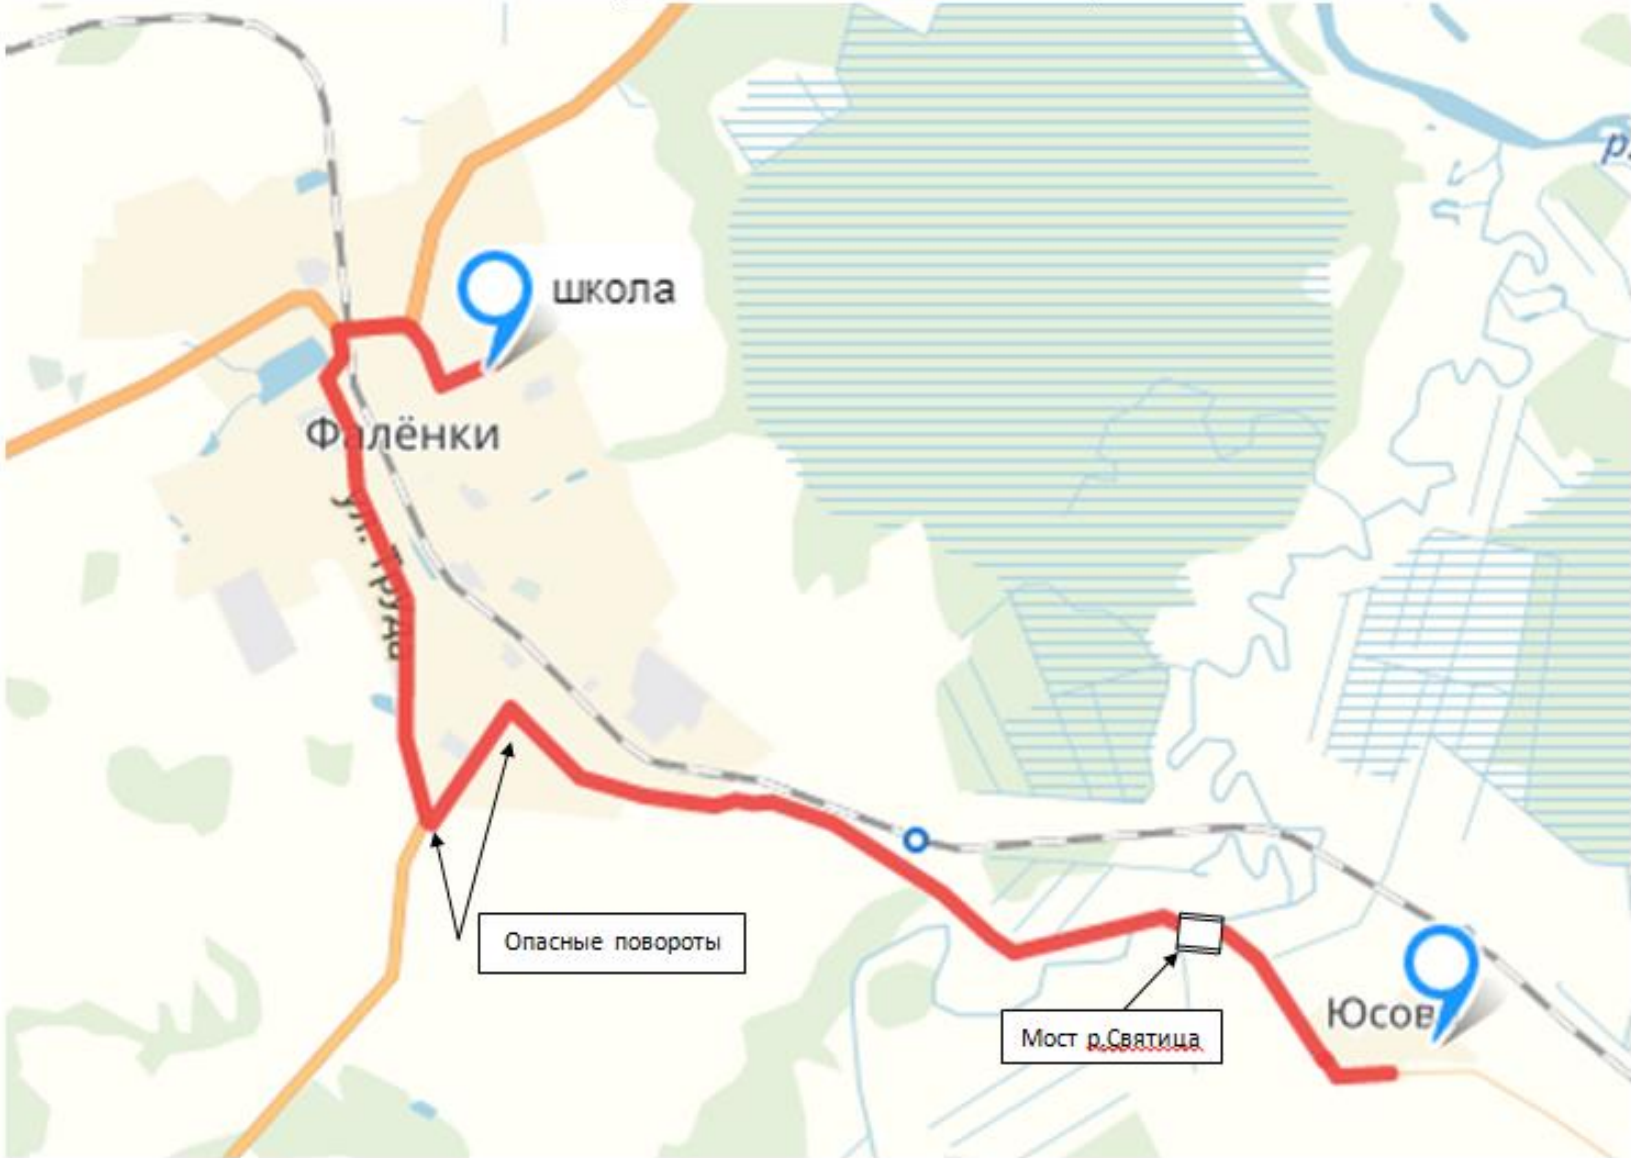 р.
школа
Фалёнки
ул. Труда
Опасные повороты
Юсов
Мост р.Святица